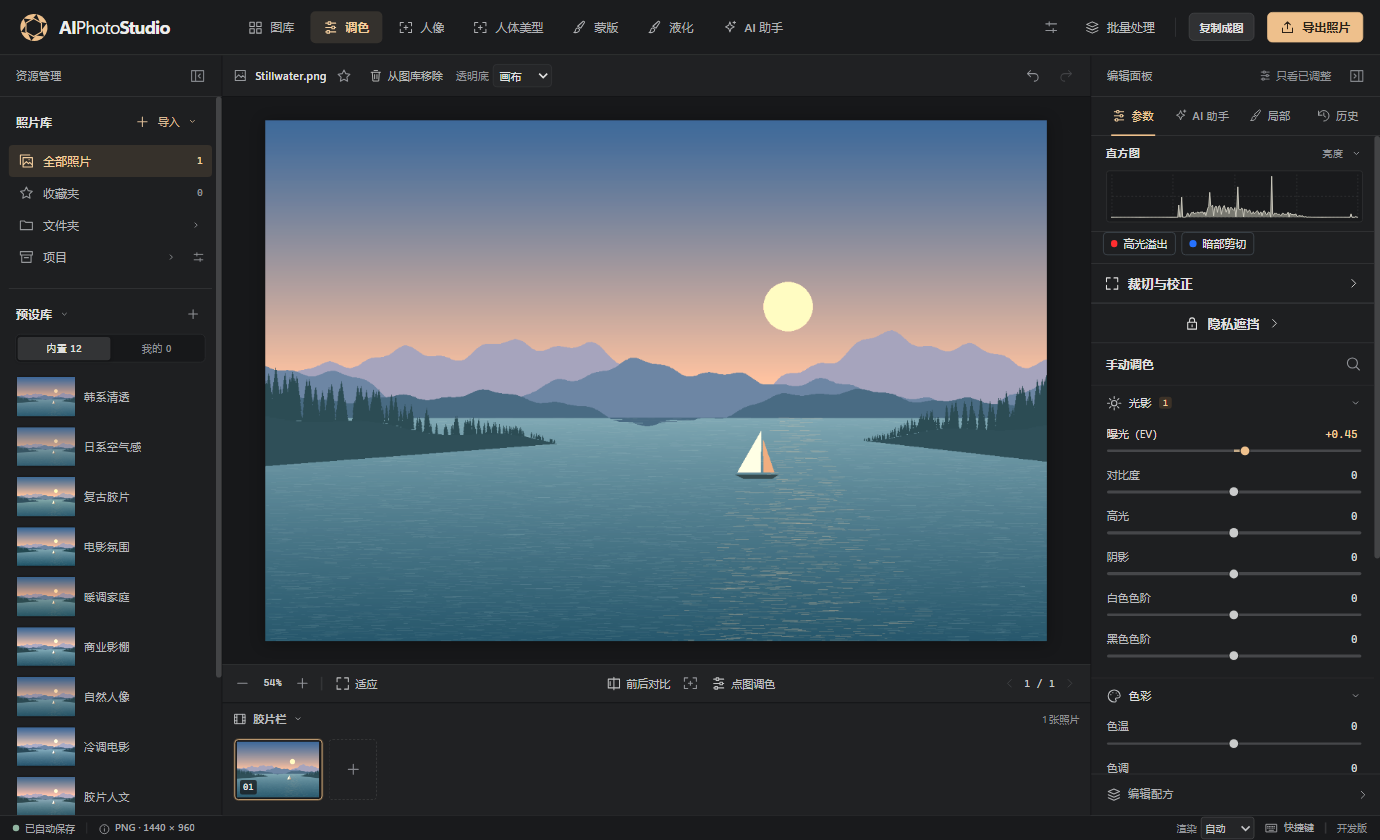 AIPhotoStudio
图库 调色 人像 人体美型 蒙版 液化 AI 助手 批量处理 复制成图 导出照片
资源管理
Stillwater.png 从图库移除 透明底 画布
编辑面板 只看已调整
照片库 导入
全部照片 1
收藏夹 0
文件夹
项目
预设库
内置 12 我的 0
韩系清透
日系空气感
复古胶片
电影氛围
暖调家庭
商业影棚
自然人像
冷调电影
胶片人文
54% 适应 前后对比 点图调色 1 / 1
胶片栏 1 张照片
01
参数 AI 助手 局部 历史
直方图 亮度
高光溢出 暗部剪切
裁切与校正
隐私遮挡
手动调色
光影 1
曝光（EV） +0.45
对比度 0
高光 0
阴影 0
白色色阶 0
黑色色阶 0
色彩
色温 0
色调 0
编辑配方
已自动保存 PNG · 1440 × 960 渲染 自动 快捷键 开发版